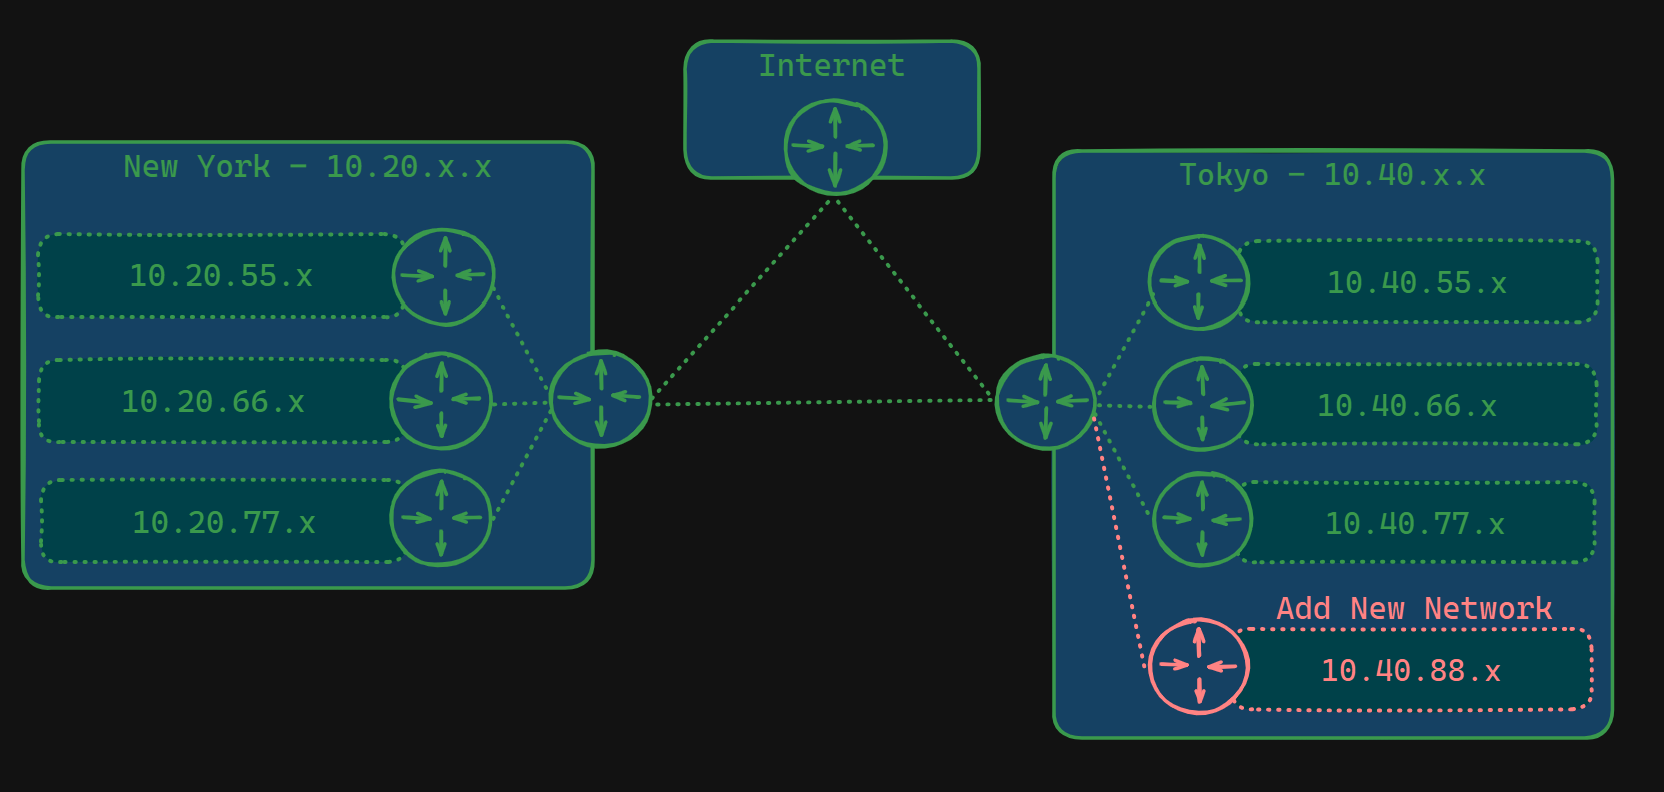 Internet
New York - 10.20.x.x
10.20.55.x
10.20.66.x
10.20.77.x
Tokyo - 10.40.x.x
10.40.55.x
10.40.66.x
10.40.77.x
Add New Network
10.40.88.x